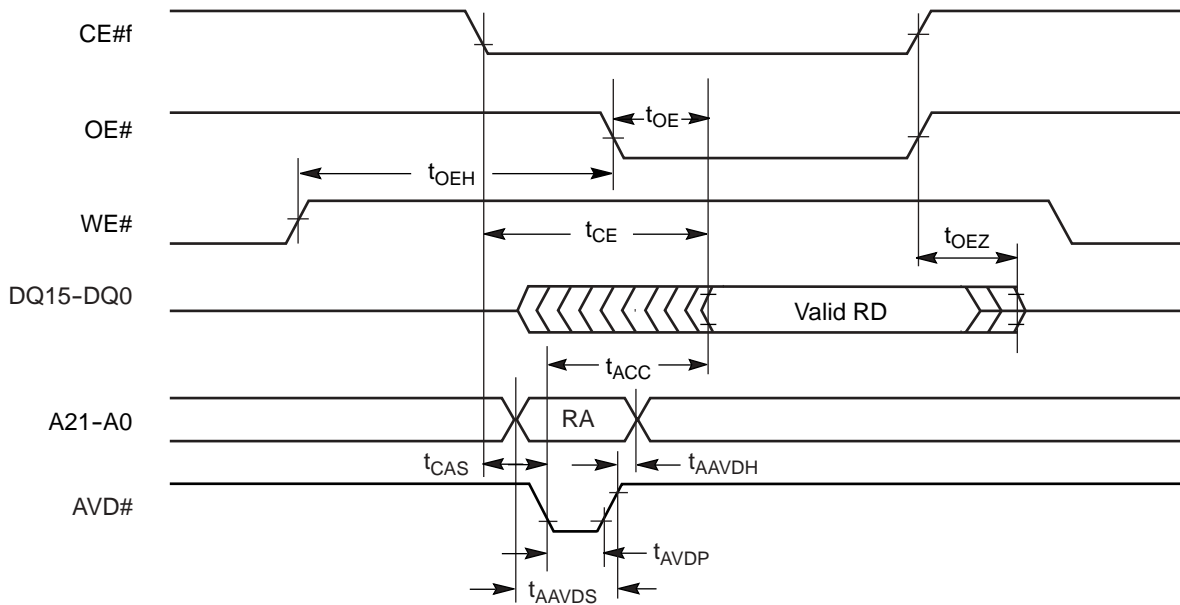 CE#f
tOE
OE#
tOEH
WE#
tCE
tOEZ
DQ15-DQ0
Valid RD
tACC
A21-A0
RA
tCAS
tAAVDH
AVD#
tAVDP
tAAVDS